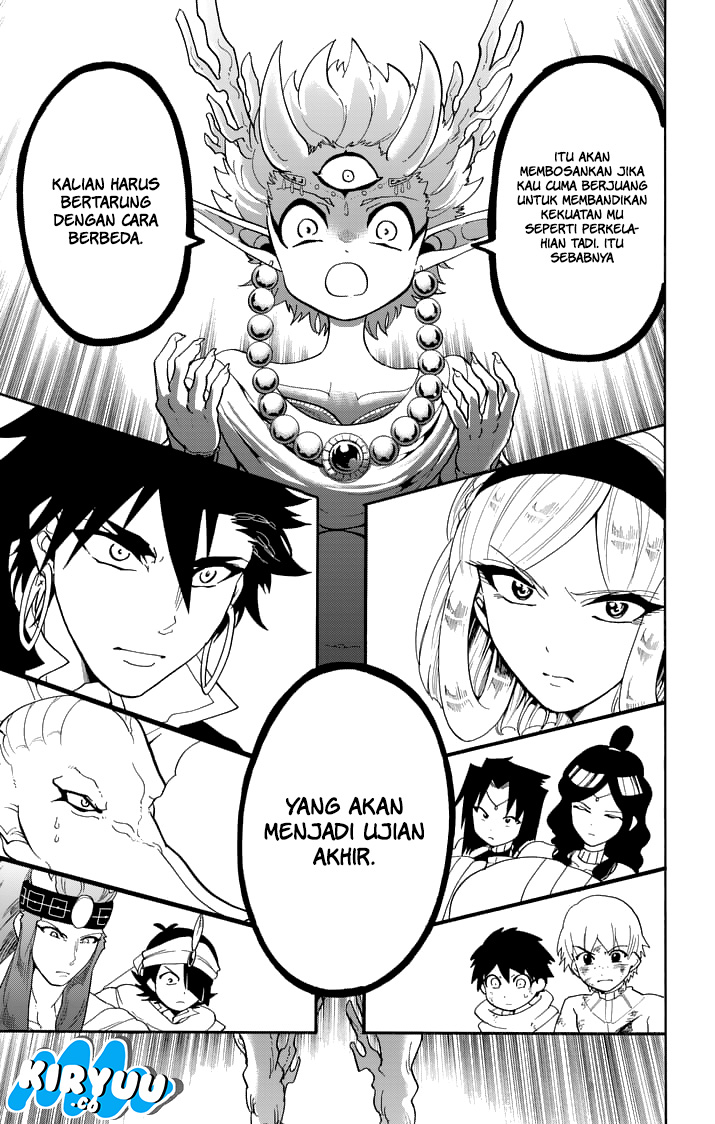 ITU AKAN
MEMBOSANKAN JIKA
KAU CUMA BERJUANG
UNTUK MEMBANDIKAN
KEKUATAN MU
SEPERTI PERKELA-
HIAN TADI. ITU
SEBABNYA
KALIAN HARUS
BERTARUNG
DENGAN CARA
BERBEDA.
YANG AKAN
MENJADI UJIAN
AKHIR.
KIRYUU
.CO